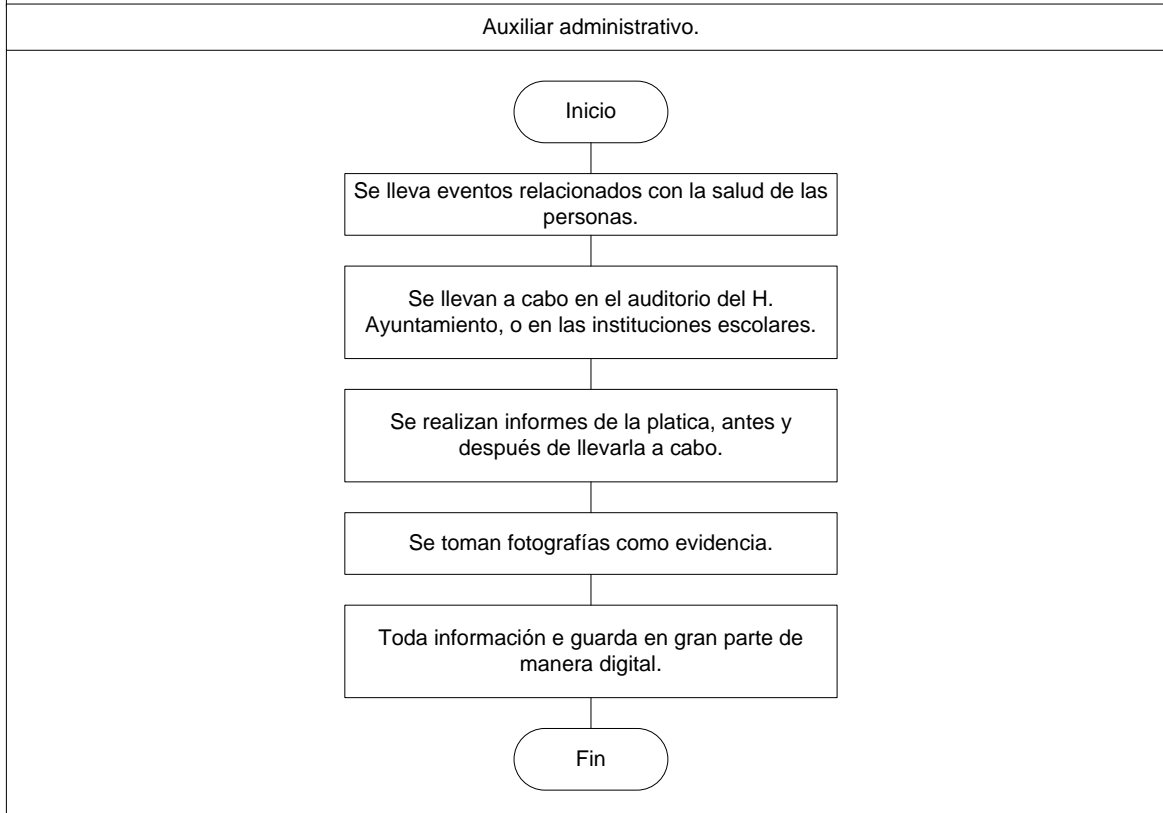 Auxiliar administrativo.
Inicio
Se lleva eventos relacionados con la salud de las
personas.
Se llevan a cabo en el auditorio del H.
Ayuntamiento, o en las instituciones escolares.
Se realizan informes de la platica, antes y
después de llevarla a cabo.
Se toman fotografías como evidencia.
Toda información e guarda en gran parte de
manera digital.
Fin